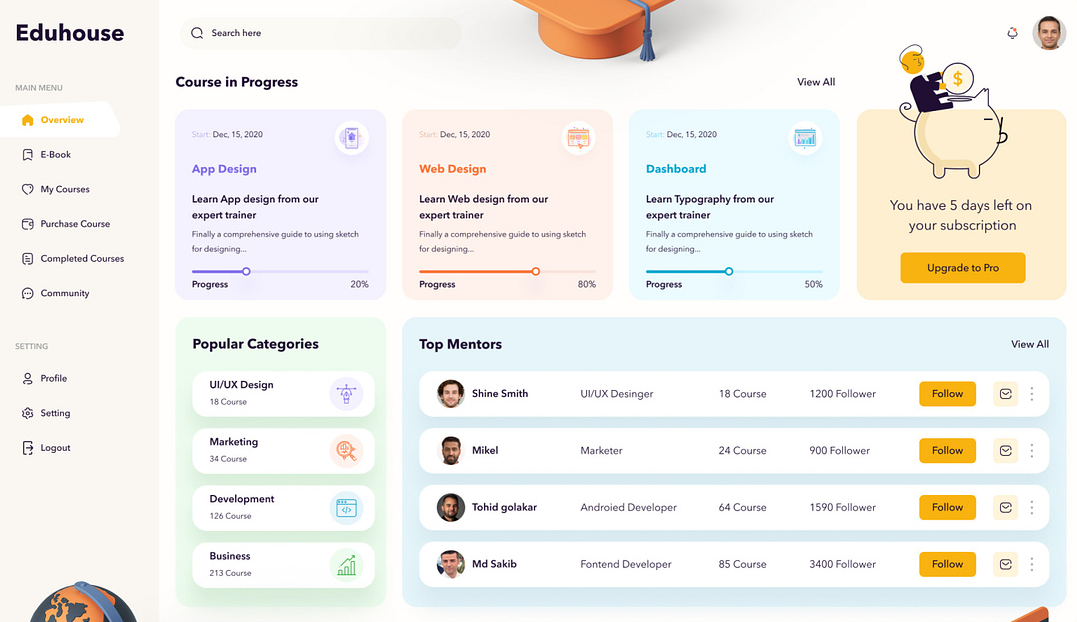 Eduhouse
Search here
MAIN MENU
Overview
E-Book
My Courses
Purchase Course
Completed Courses
Community
SETTING
Profile
Setting
Logout
Course in Progress
View All
Start: Dec, 15, 2020
App Design
Learn App design from our
expert trainer
Finally a comprehensive guide to using sketch
for designing...
Progress 20%
Start: Dec, 15, 2020
Web Design
Learn Web design from our
expert trainer
Finally a comprehensive guide to using sketch
for designing...
Progress 80%
Start: Dec, 15, 2020
Dashboard
Learn Typography from our
expert trainer
Finally a comprehensive guide to using sketch
for designing...
Progress 50%
$
You have 5 days left on
your subscription
Upgrade to Pro
Popular Categories
UI/UX Design
18 Course
Marketing
34 Course
Development
126 Course
Business
213 Course
Top Mentors
View All
Shine Smith UI/UX Desinger 18 Course 1200 Follower Follow
Mikel Marketer 24 Course 900 Follower Follow
Tohid golakar Androied Developer 64 Course 1590 Follower Follow
Md Sakib Fontend Developer 85 Course 3400 Follower Follow